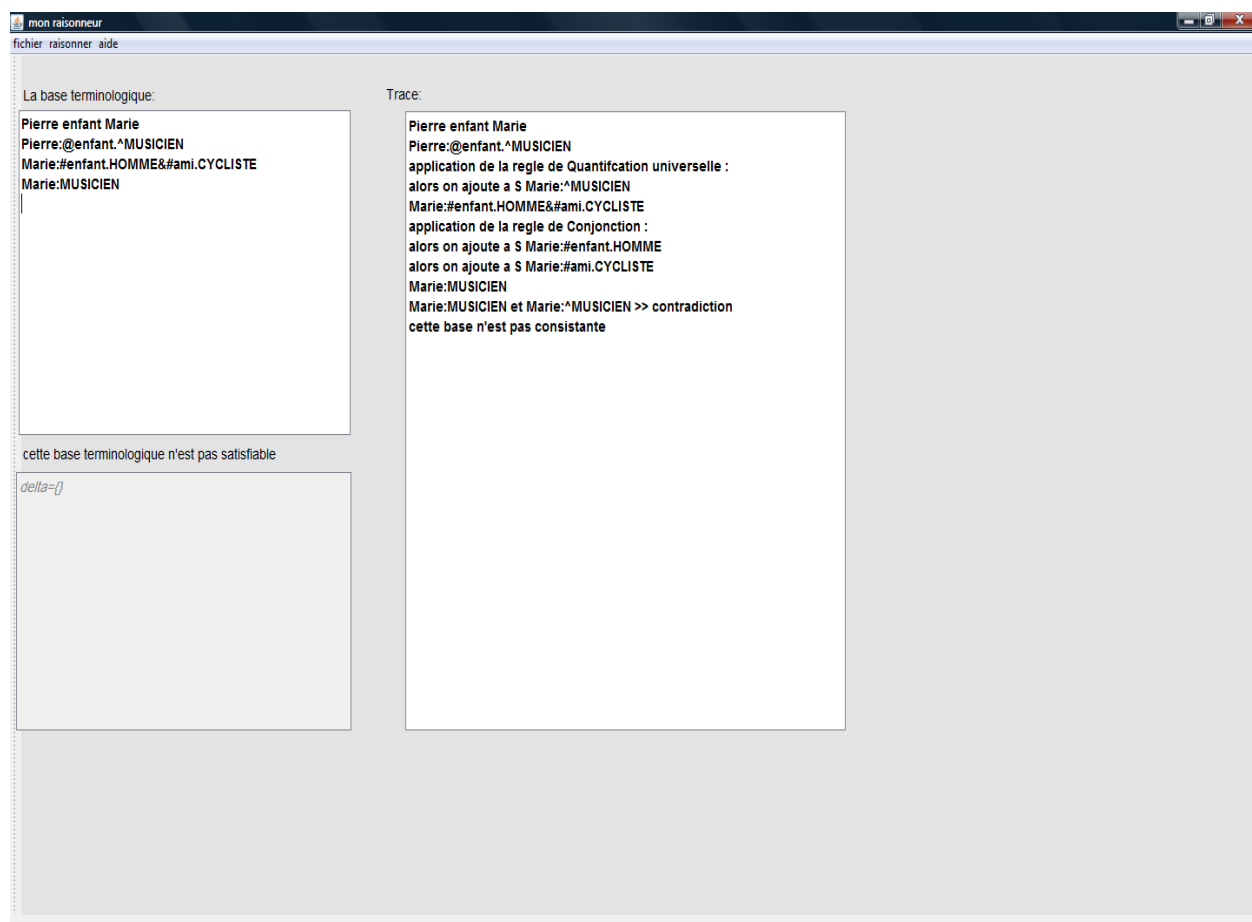 mon raisonneur
fichier raisonner aide
La base terminologique:
Pierre enfant Marie
Pierre:@enfant.^MUSICIEN
Marie:#enfant.HOMME&#ami.CYCLISTE
Marie:MUSICIEN
cette base terminologique n'est pas satisfiable
delta={}
Trace:
Pierre enfant Marie
Pierre:@enfant.^MUSICIEN
application de la regle de Quantifcation universelle :
alors on ajoute a S Marie:^MUSICIEN
Marie:#enfant.HOMME&#ami.CYCLISTE
application de la regle de Conjonction :
alors on ajoute a S Marie:#enfant.HOMME
alors on ajoute a S Marie:#ami.CYCLISTE
Marie:MUSICIEN
Marie:MUSICIEN et Marie:^MUSICIEN >> contradiction
cette base n'est pas consistante